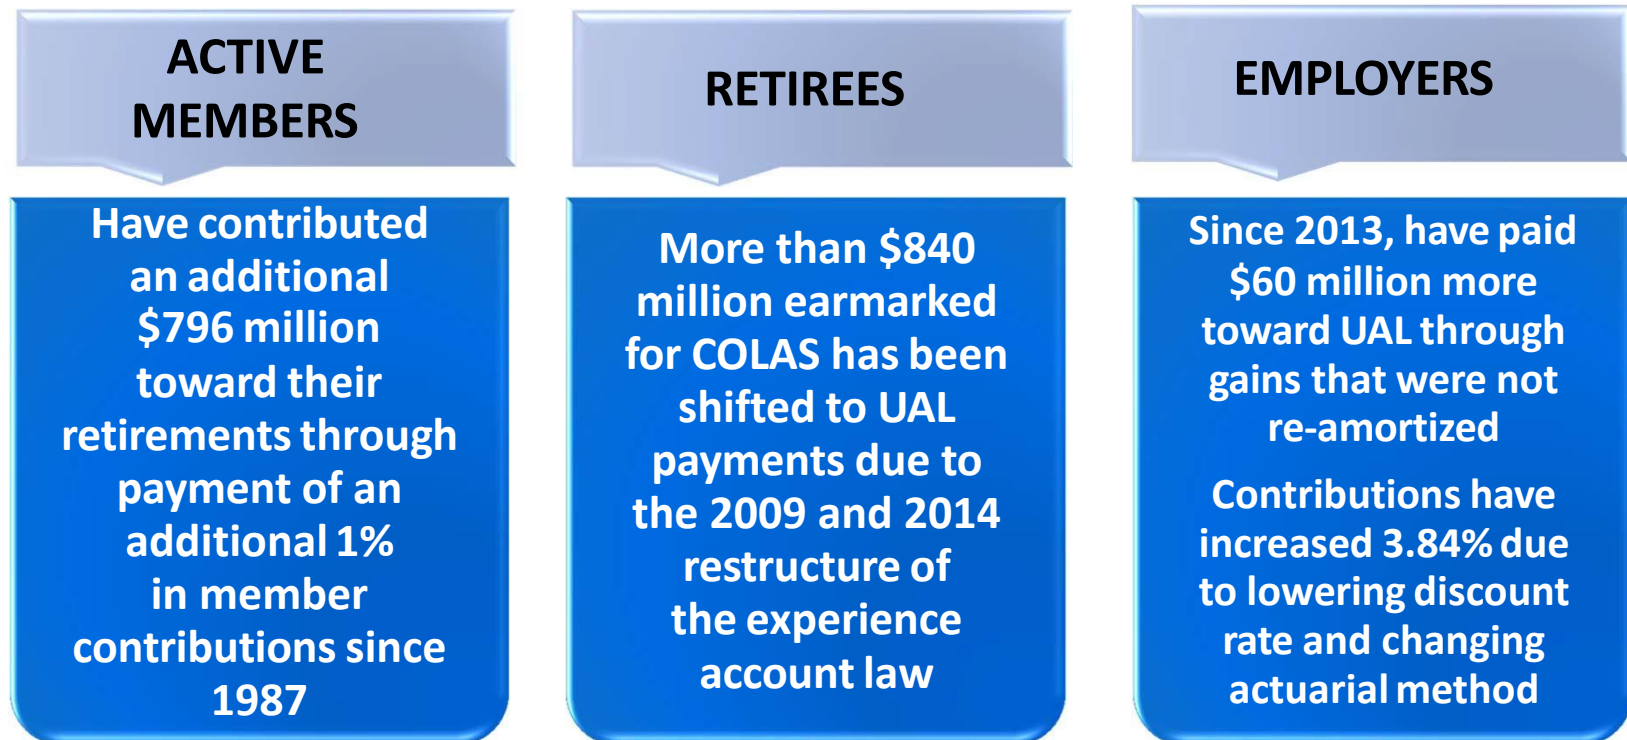 ACTIVE
MEMBERS
Have contributed
an additional
$796 million
toward their
retirements through
payment of an
additional 1%
in member
contributions since
1987
RETIREES
More than $840
million earmarked
for COLAS has been
shifted to UAL
payments due to
the 2009 and 2014
restructure of
the experience
account law
EMPLOYERS
Since 2013, have paid
$60 million more
toward UAL through
gains that were not
re-amortized
Contributions have
increased 3.84% due
to lowering discount
rate and changing
actuarial method